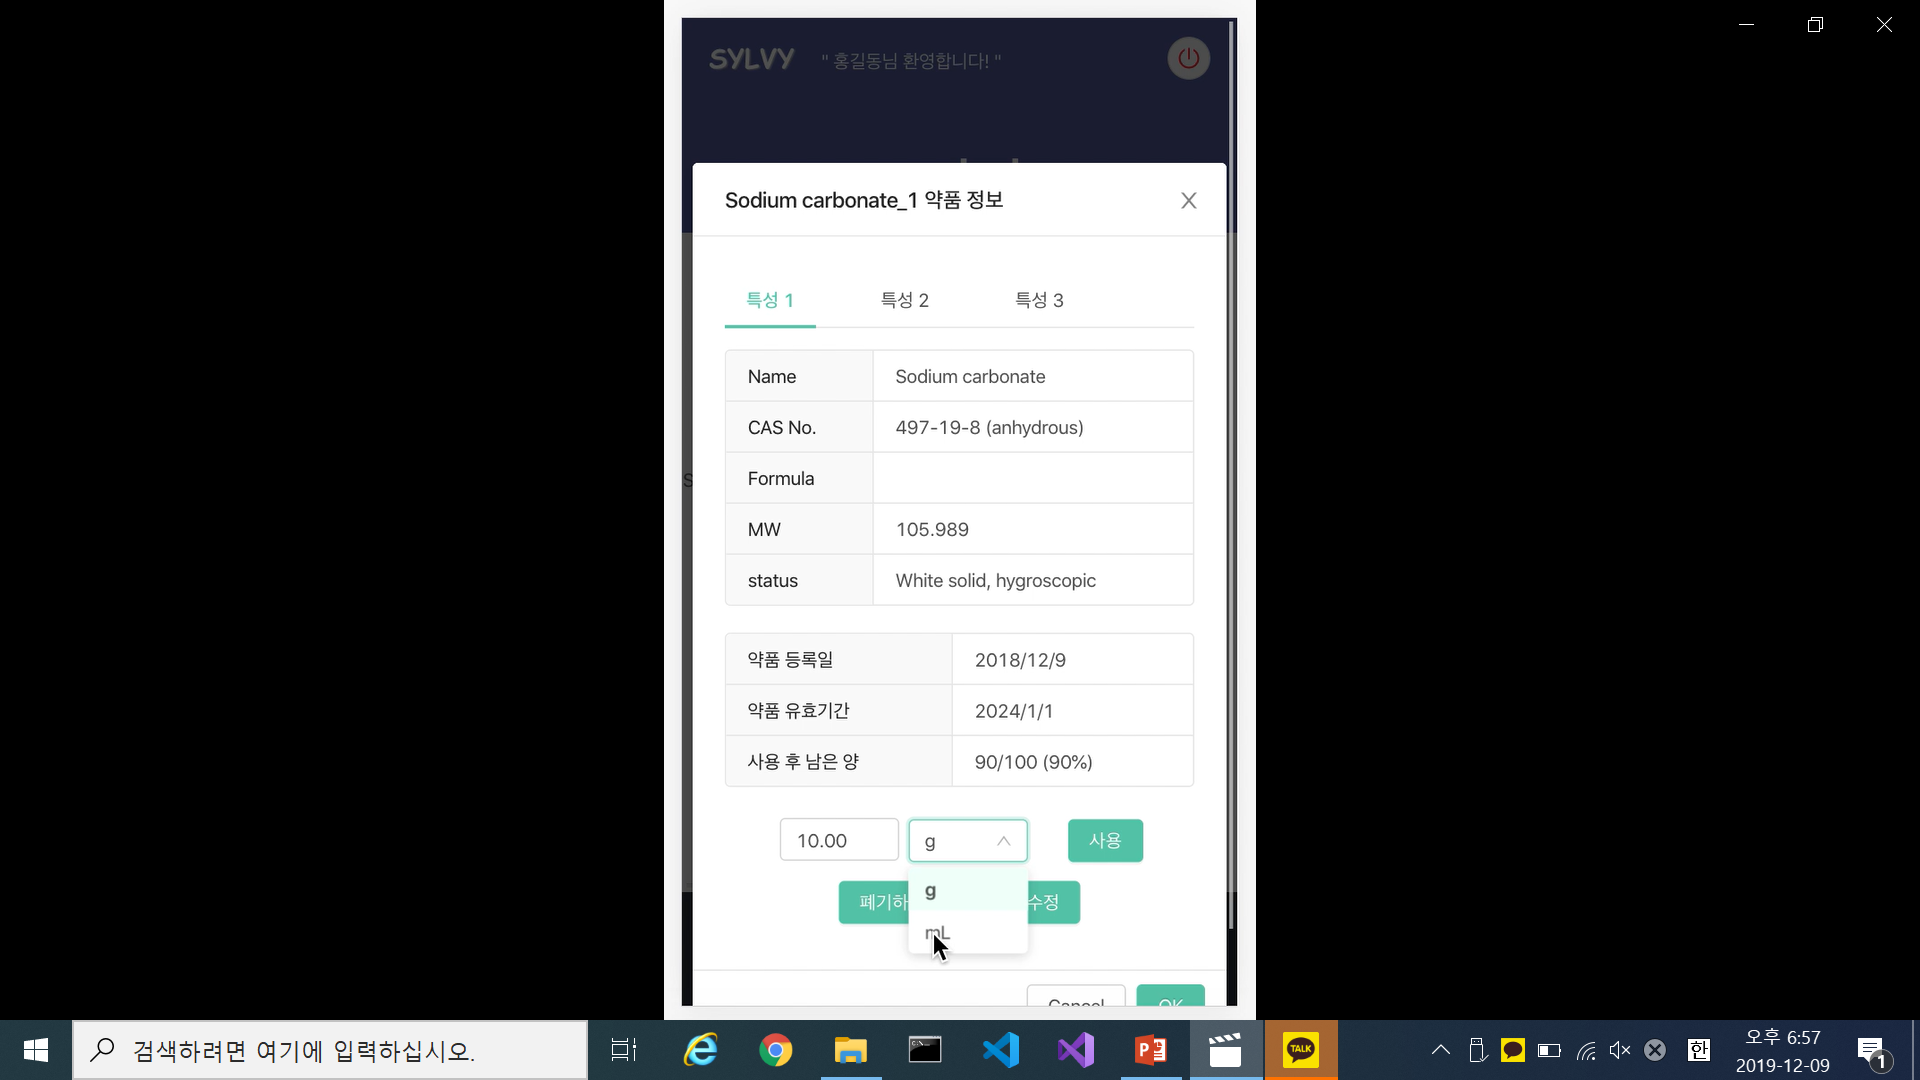 SYLVY
" 홍길동님 환영합니다! "
Sodium carbonate_1 약품 정보
특성 1
특성 2
특성 3
Name
Sodium carbonate
CAS No.
497-19-8 (anhydrous)
Formula
MW
105.989
status
White solid, hygroscopic
약품 등록일
2018/12/9
약품 유효기간
2024/1/1
사용 후 남은 양
90/100 (90%)
10.00
g
사용
폐기하
g
수정
mL
Cancel
OK
검색하려면 여기에 입력하십시오.
TALK
한
오후 6:57
2019-12-09
1